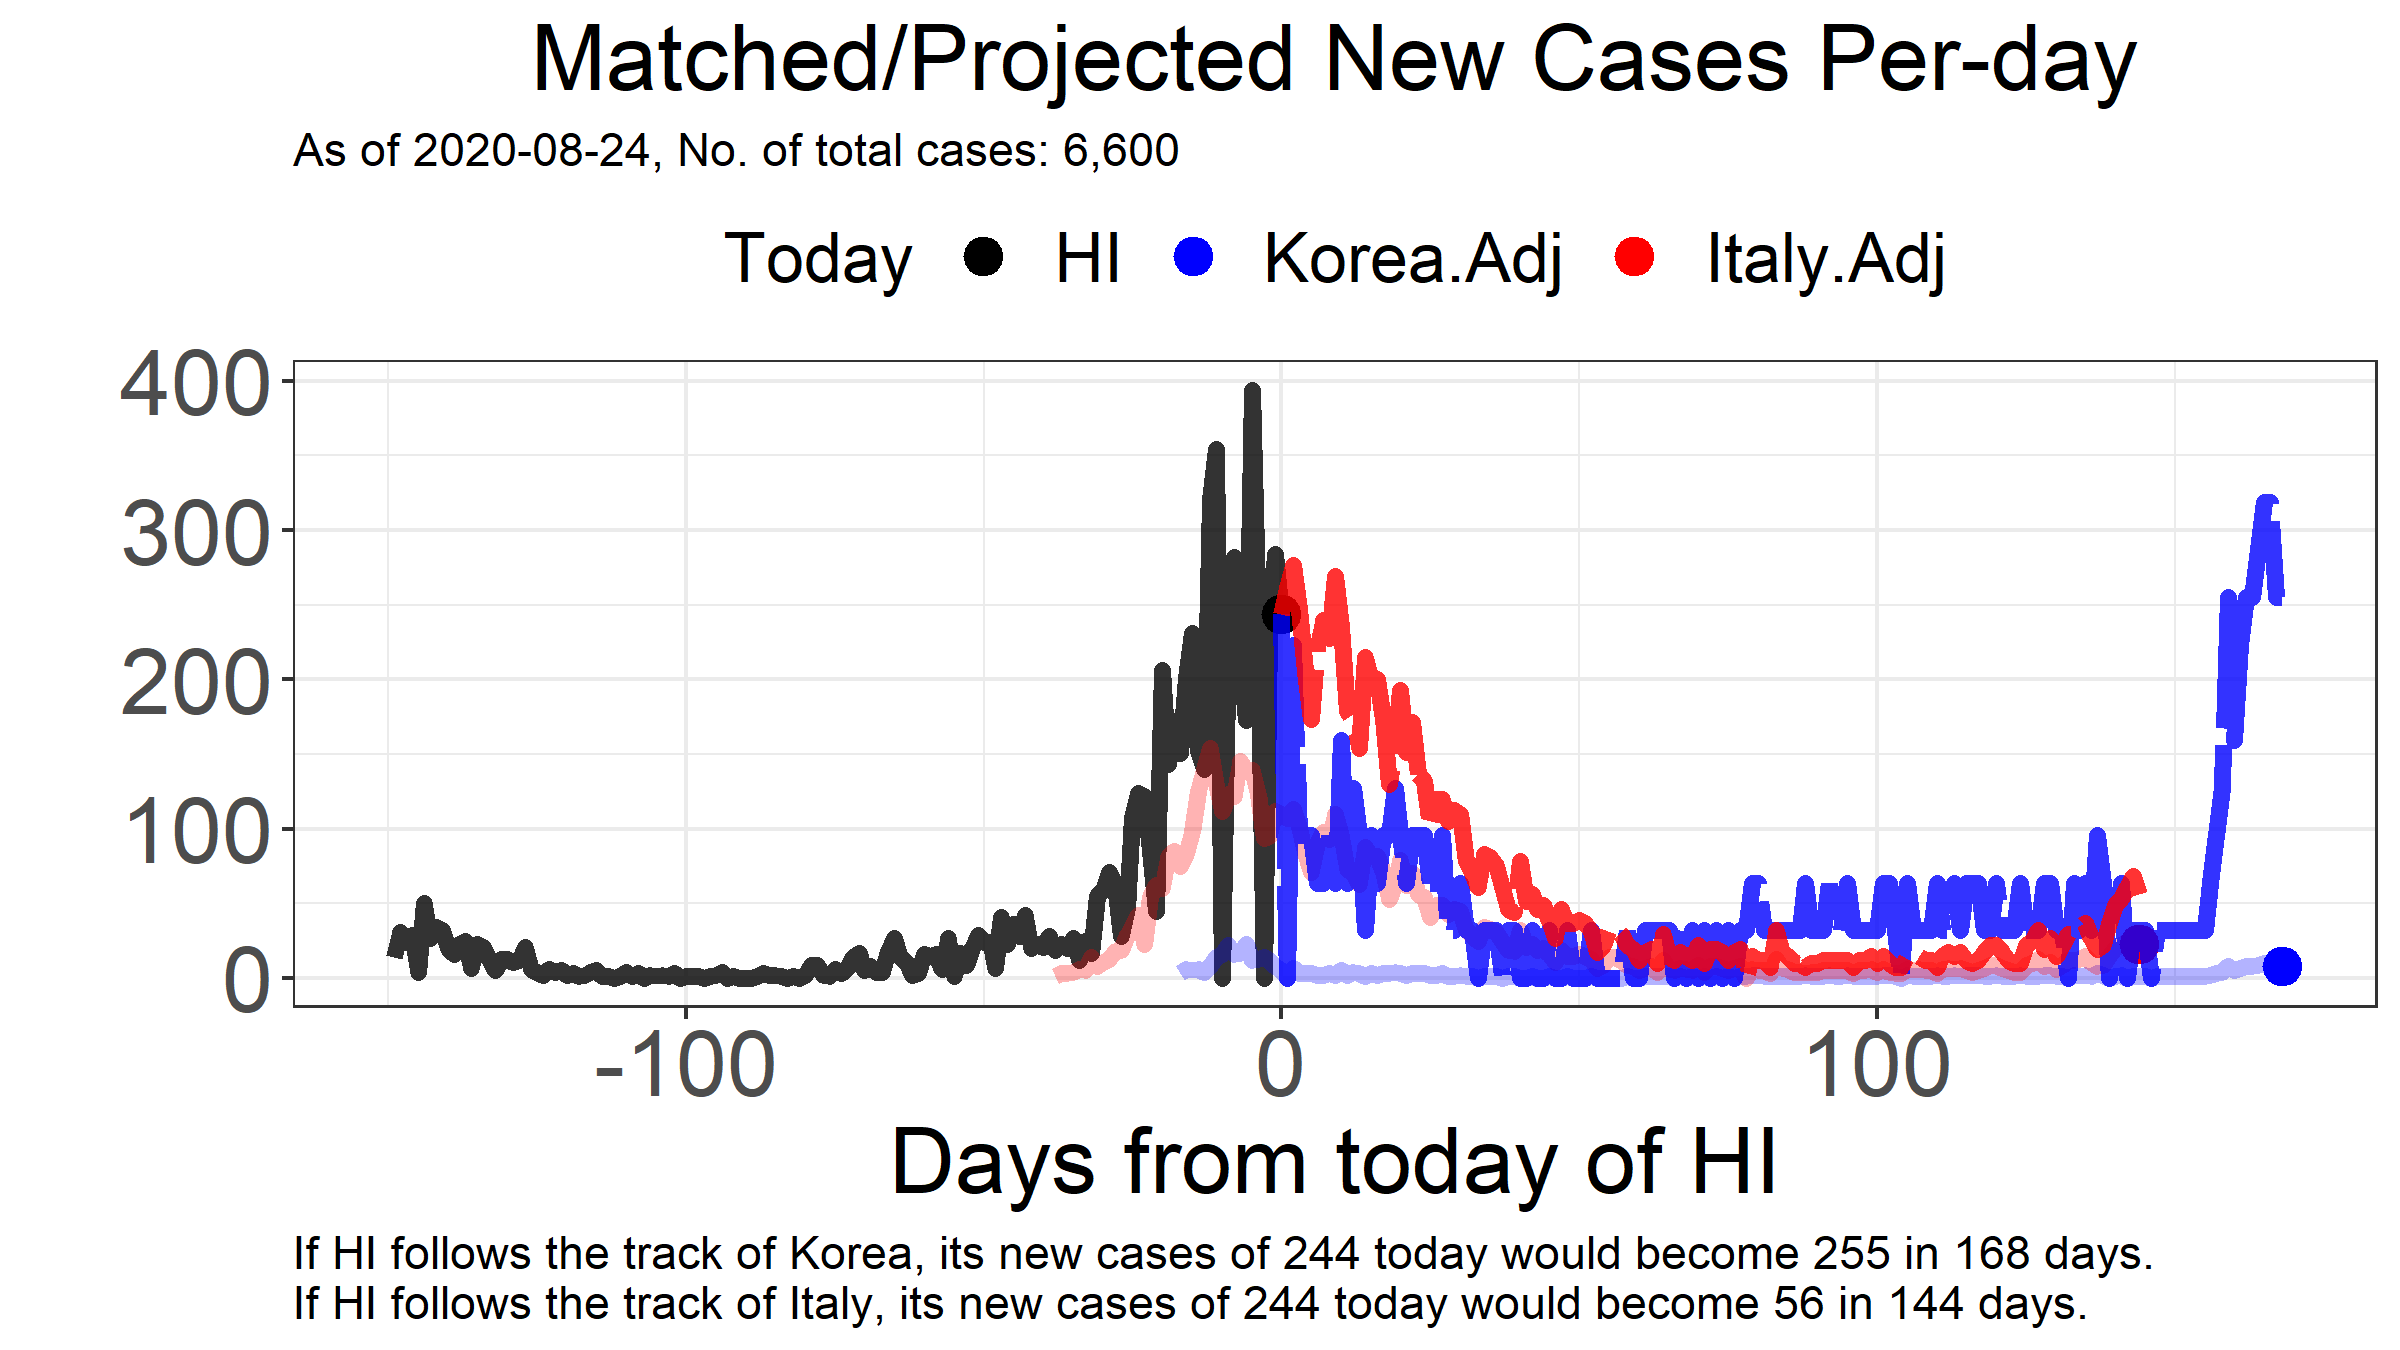 Matched/Projected New Cases Per-day
As of 2020-08-24, No. of total cases: 6,600
Today HI Korea.Adj Italy.Adj
400
300
200
100
0
-100 0 100
Days from today of HI
If HI follows the track of Korea, its new cases of 244 today would become 255 in 168 days.
If HI follows the track of Italy, its new cases of 244 today would become 56 in 144 days.